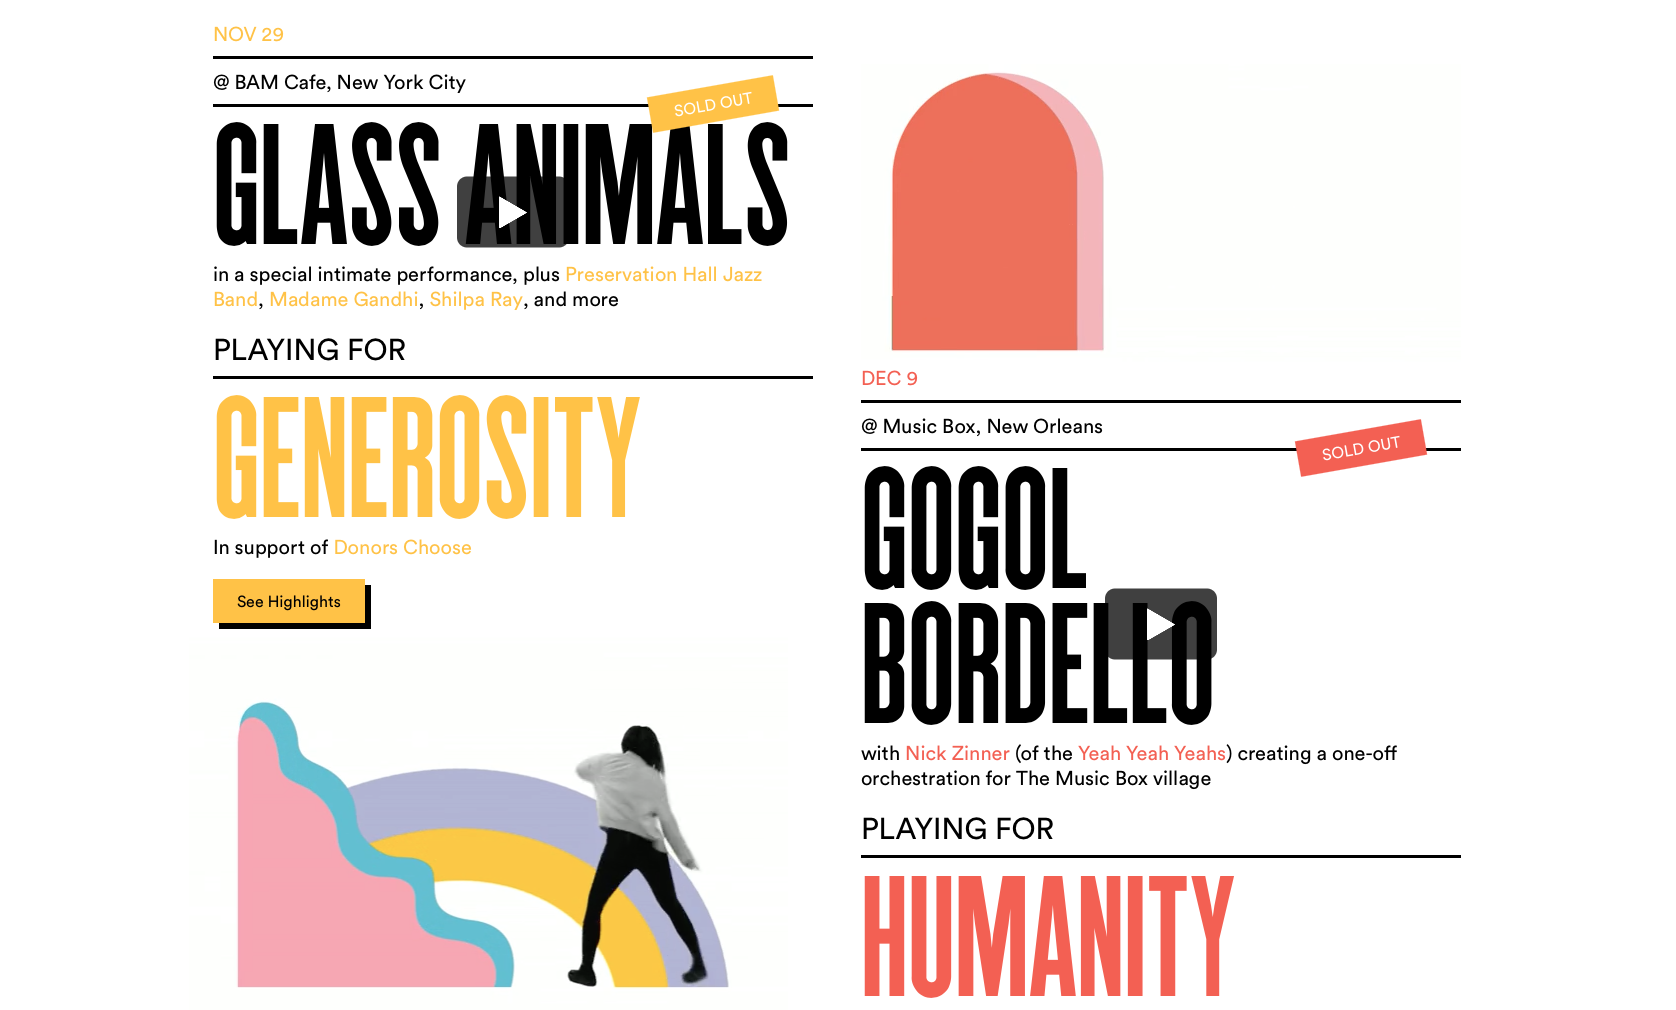 NOV 29
@ BAM Cafe, New York City
SOLD OUT
GLASS ANIMALS
in a special intimate performance, plus Preservation Hall Jazz
Band, Madame Gandhi, Shilpa Ray, and more
PLAYING FOR
GENEROSITY
In support of Donors Choose
See Highlights
DEC 9
@ Music Box, New Orleans
SOLD OUT
GOGOL
BORDELLO
with Nick Zinner (of the Yeah Yeah Yeahs) creating a one-off
orchestration for The Music Box village
PLAYING FOR
HUMANITY